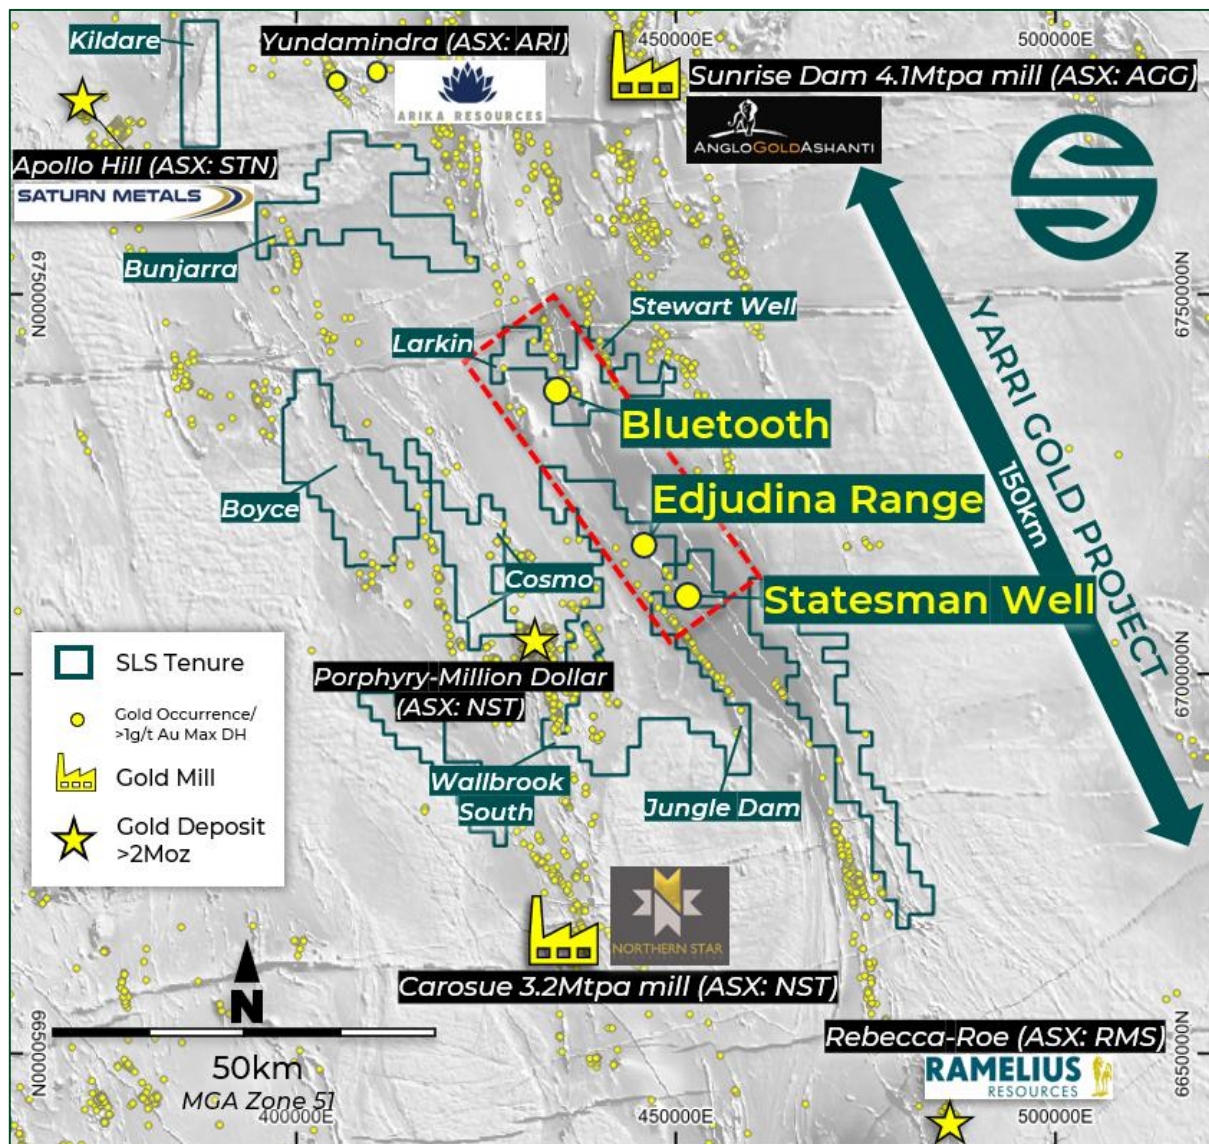 Kildare
Yundamindra (ASX: ARI)
450000E
500000E
Sunrise Dam 4.1Mtpa mill (ASX: AGG)
ARIKA RESOURCES
ANGLOGOLDASHANTI
Apollo Hill (ASX: STN)
SATURN METALS
Bunjarra
6750000N
6750000N
Stewart Well
Larkin
Bluetooth
YARRI GOLD PROJECT
150km
Boyce
Edjudina Range
Cosmo
Statesman Well
SLS Tenure
Gold Occurrence/
>1g/t Au Max DH
Gold Mill
Gold Deposit
>2Moz
Porphyry-Million Dollar
(ASX: NST)
6700000N
Wallbrook
South
Jungle Dam
NORTHERN STAR
Carosue 3.2Mtpa mill (ASX: NST)
N
50km
MGA Zone 51
6650000N
6650000N
Rebecca-Roe (ASX: RMS)
RAMELIUS
RESOURCES
400000E
450000E
500000E